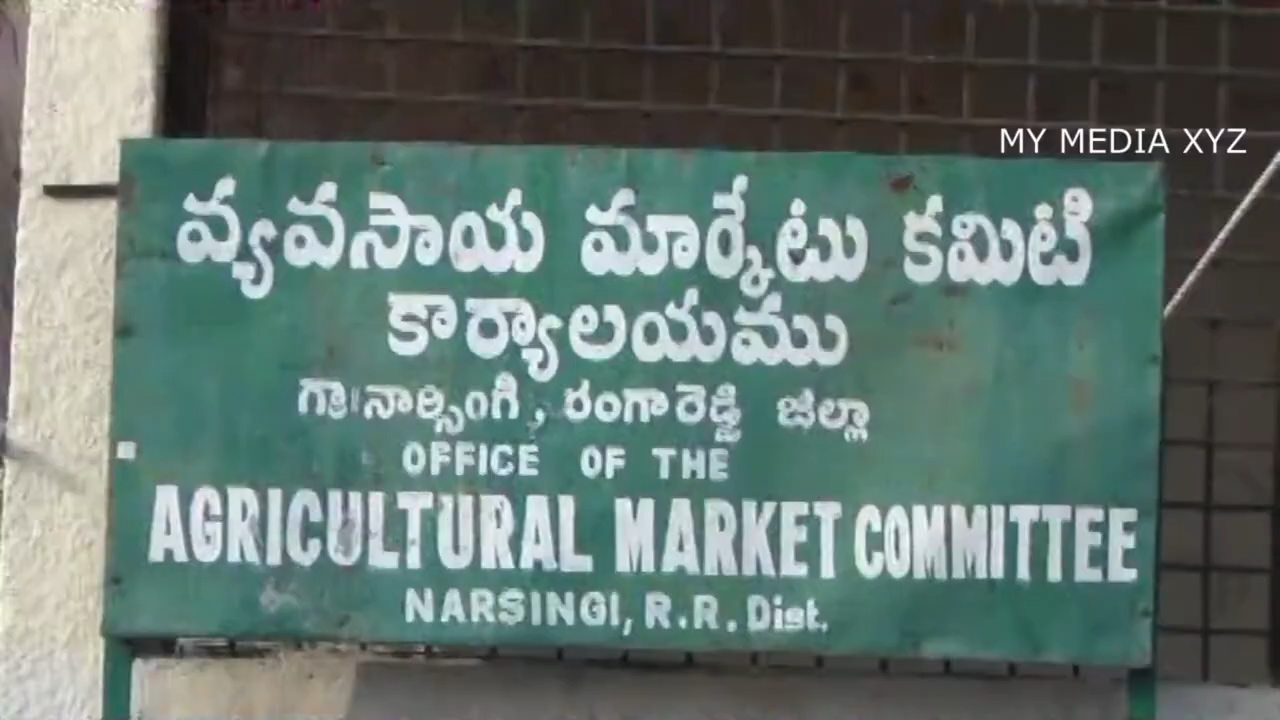 MY MEDIA XYZ
వ్యవసాయ మార్కేటు కమిటి
కార్యాలయము
గ్రా॥నార్సింగి, రంగారెడ్డి జిల్లా
OFFICE OF THE
AGRICULTURAL MARKET COMMITTEE
NARSINGI, R.R. Dist.